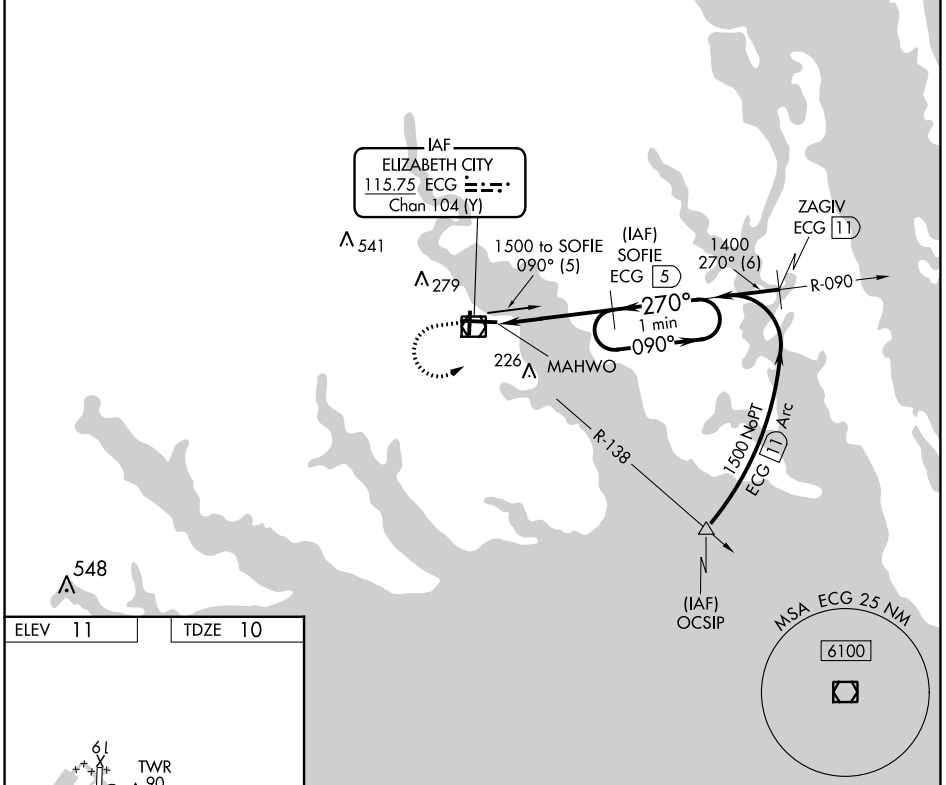 IAF
ELIZABETH CITY
115.75 ECG
Chan 104 (Y)
541
279
1500 to SOFIE
090° (5)
(IAF)
SOFIE
ECG 5
1400
270° (6)
ZAGIV
ECG 11
R-090
270°
1 min
090°
226
MAHWO
R-138
1500 NoPT
ECG 11 Arc
(IAF)
OCSIP
548
ELEV 11
TDZE 10
MSA ECG 25 NM
6100
19
TWR
90